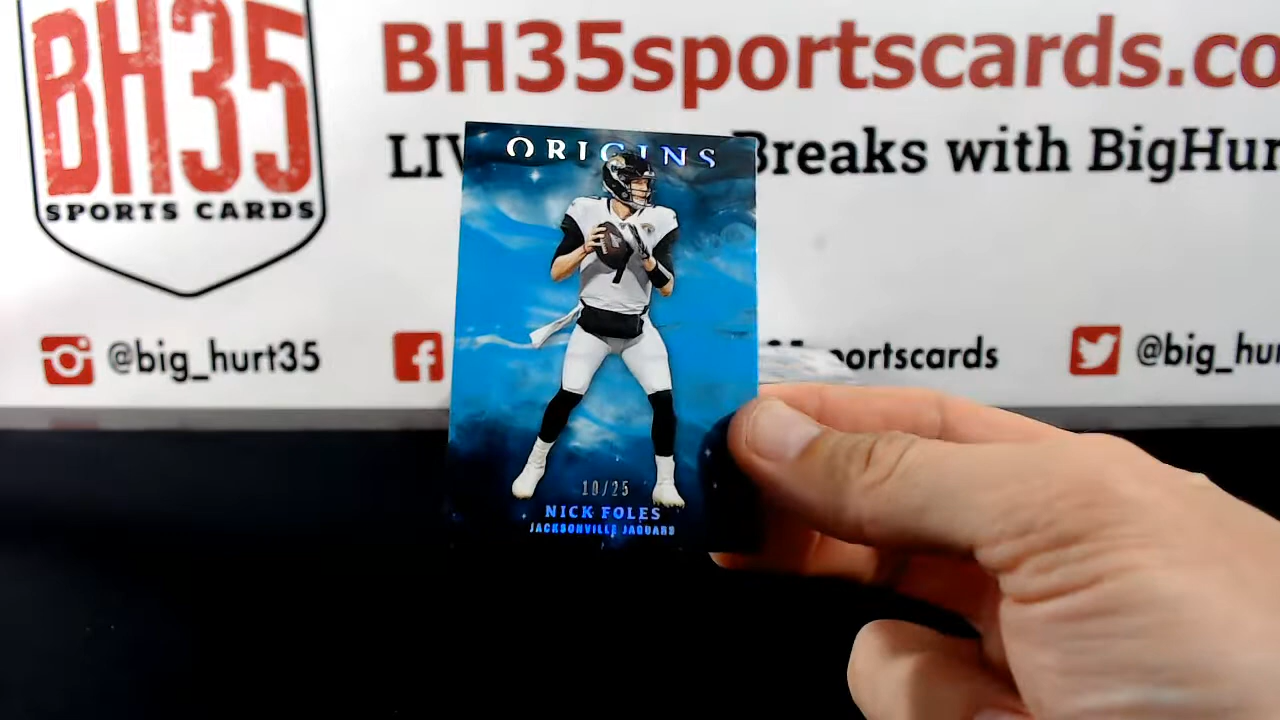 BH35
SPORTS CARDS
BH35sportscards.co
LIV Breaks with BigHur
ORIGINS
7
10/25
NICK FOLES
JACKSONVILLE JAGUARS
@big_hurt35
portscards
@big_hu